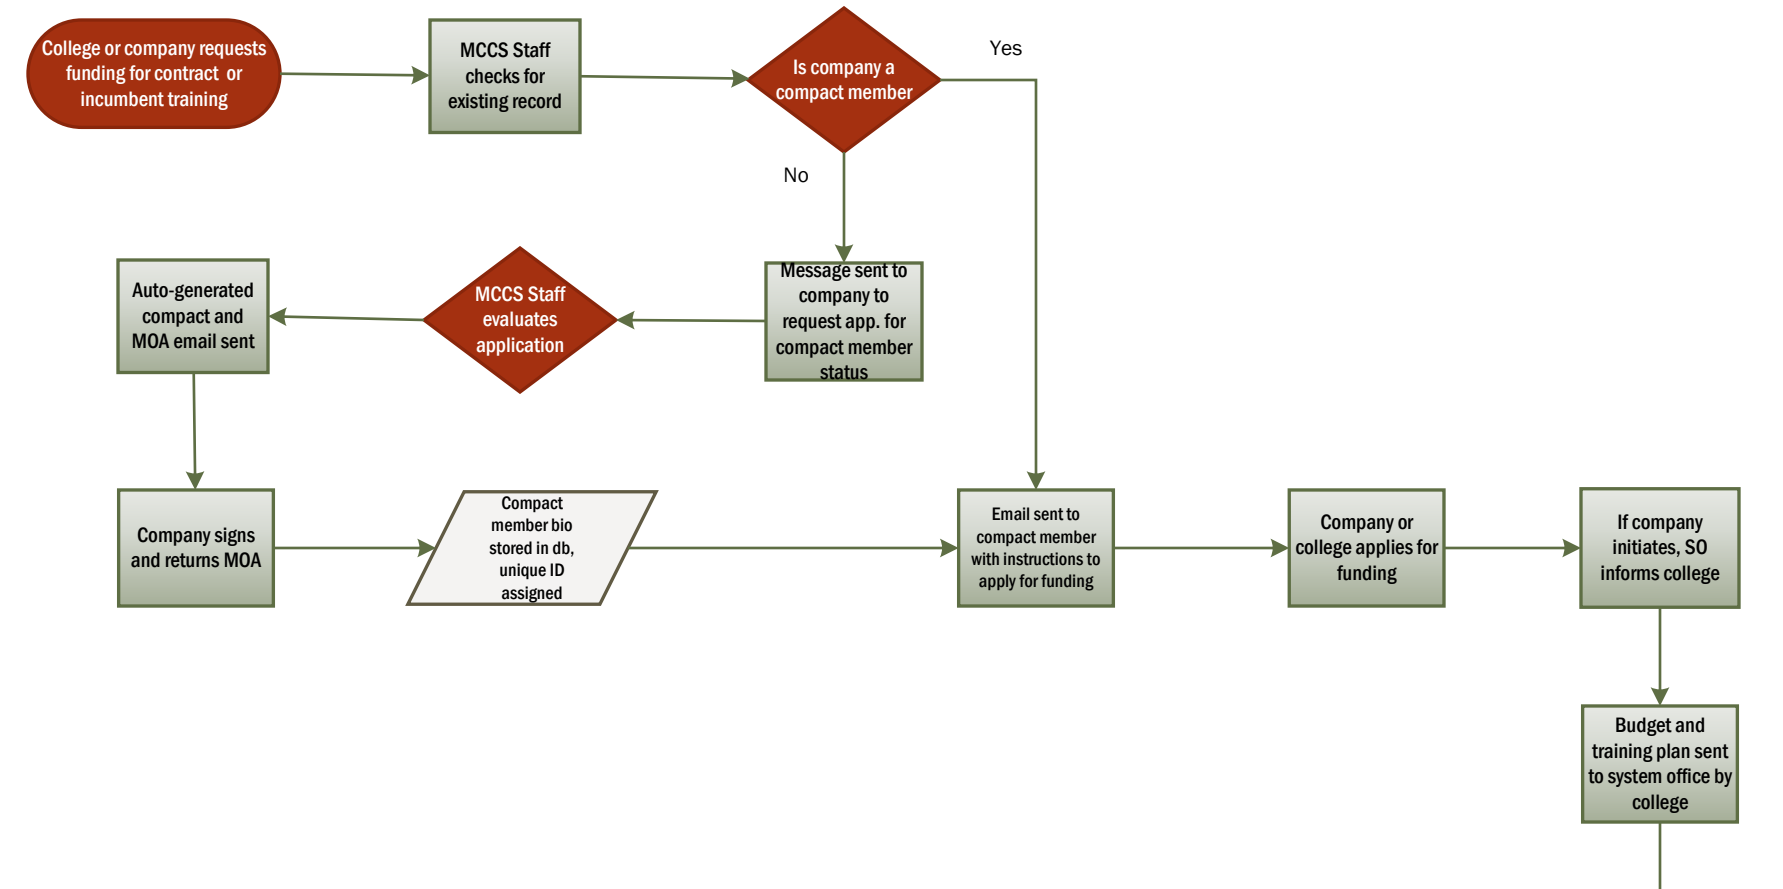 College or company requests
funding for contract or
incumbent training
MCCS Staff
checks for
existing record
Is company a
compact member
Yes
No
Auto-generated
compact and
MOA email sent
MCCS Staff
evaluates
application
Message sent to
company to
request app. for
compact member
status
Company signs
and returns MOA
Compact
member bio
stored in db,
unique ID
assigned
Email sent to
compact member
with instructions to
apply for funding
Company or
college applies for
funding
If company
initiates, SO
informs college
Budget and
training plan sent
to system office by
college